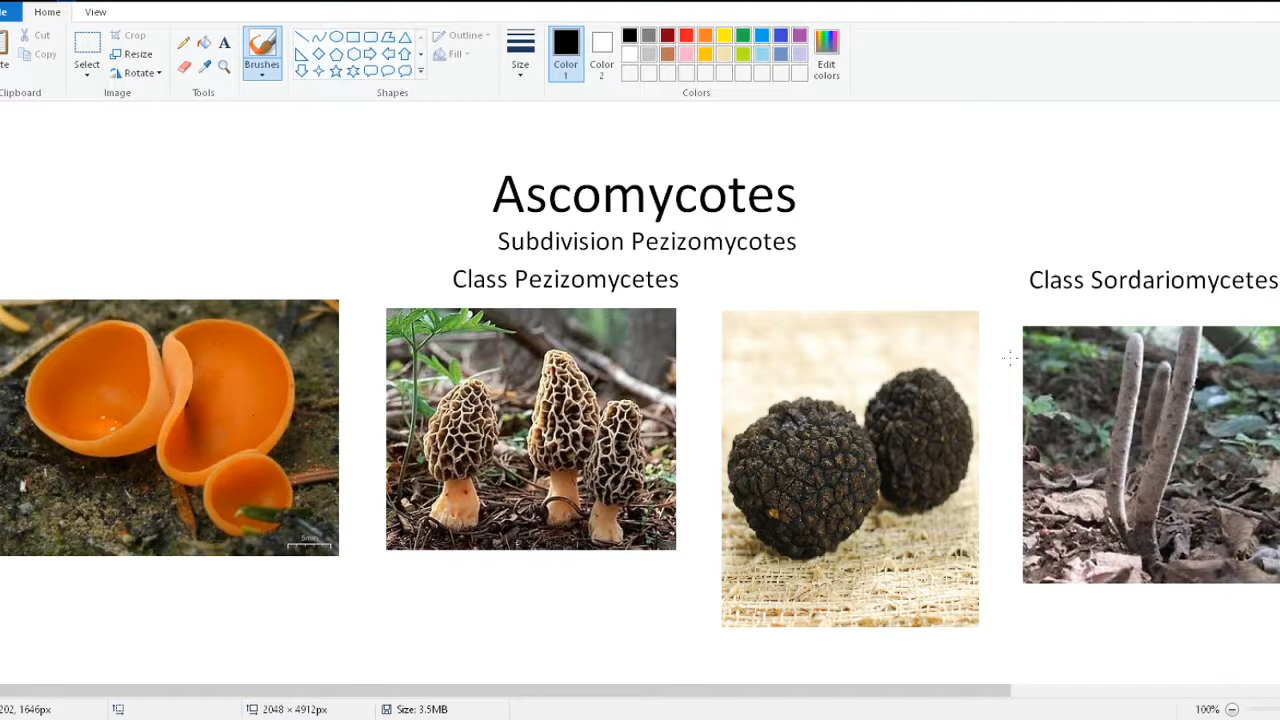 Home
View
Cut
Copy
Clipboard
Select
Crop
Resize
Rotate
Image
Tools
Brushes
Outline
Fill
Shapes
Size
Color 1
Color 2
Edit colors
Colors
Ascomycotes
Subdivision Pezizomycotes
Class Pezizomycetes
Class Sordariomycetes
5mm
202, 1646px
2048 × 4912px
Size: 3.5MB
100%